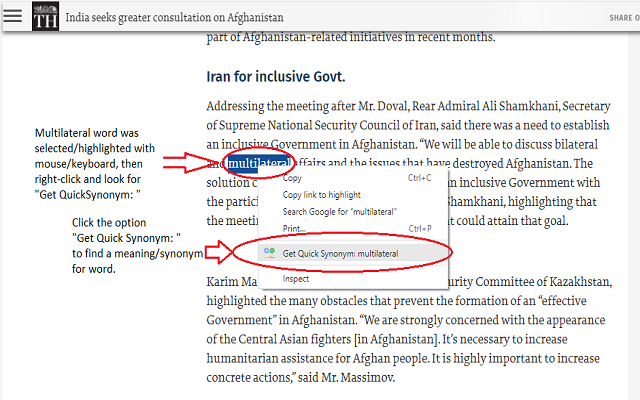 TH India seeks greater consultation on Afghanistan SHARE O
part of Afghanistan-related initiatives in recent months.
Iran for inclusive Govt.
Addressing the meeting after Mr. Doval, Rear Admiral Ali Shamkhani, Secretary
of Supreme National Security Council of Iran, said there was a need to establish
an inclusive Government in Afghanistan. “We will be able to discuss bilateral
and multilateral affairs and the issues that have destroyed Afghanistan. The
solution c an inclusive Government with
the partici Shamkhani, highlighting that
the meetin t could attain that goal.
Karim Ma urity Committee of Kazakhstan,
highlighted the many obstacles that prevent the formation of an “effective
Government” in Afghanistan. “We are strongly concerned with the appearance
of the Central Asian fighters [in Afghanistan]. It’s necessary to increase
humanitarian assistance for Afghan people. It is highly important to increase
concrete actions,” said Mr. Massimov.
Multilateral word was
selected/highlighted with
mouse/keyboard, then
right-click and look for
"Get QuickSynonym: "
Click the option
"Get Quick Synonym: "
to find a meaning/synonym
for word.
Copy Ctrl+C
Copy link to highlight
Search Google for “multilateral”
Print... Ctrl+P
Get Quick Synonym: multilateral
Inspect